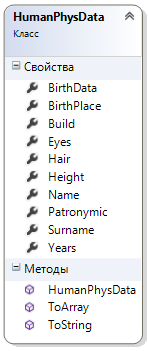 HumanPhysData
Класс
Свойства
BirthData
BirthPlace
Build
Eyes
Hair
Height
Name
Patronymic
Surname
Years
Методы
HumanPhysData
ToArray
ToString